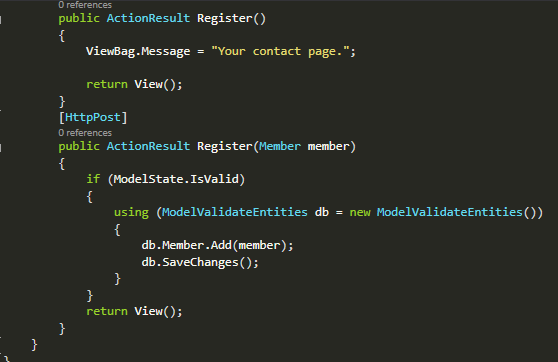 0 references
public ActionResult Register()
{
ViewBag.Message = "Your contact page.";
return View();
}
[HttpPost]
0 references
public ActionResult Register(Member member)
{
if (ModelState.IsValid)
{
using (ModelValidateEntities db = new ModelValidateEntities())
{
db.Member.Add(member);
db.SaveChanges();
}
}
return View();
}
}
}